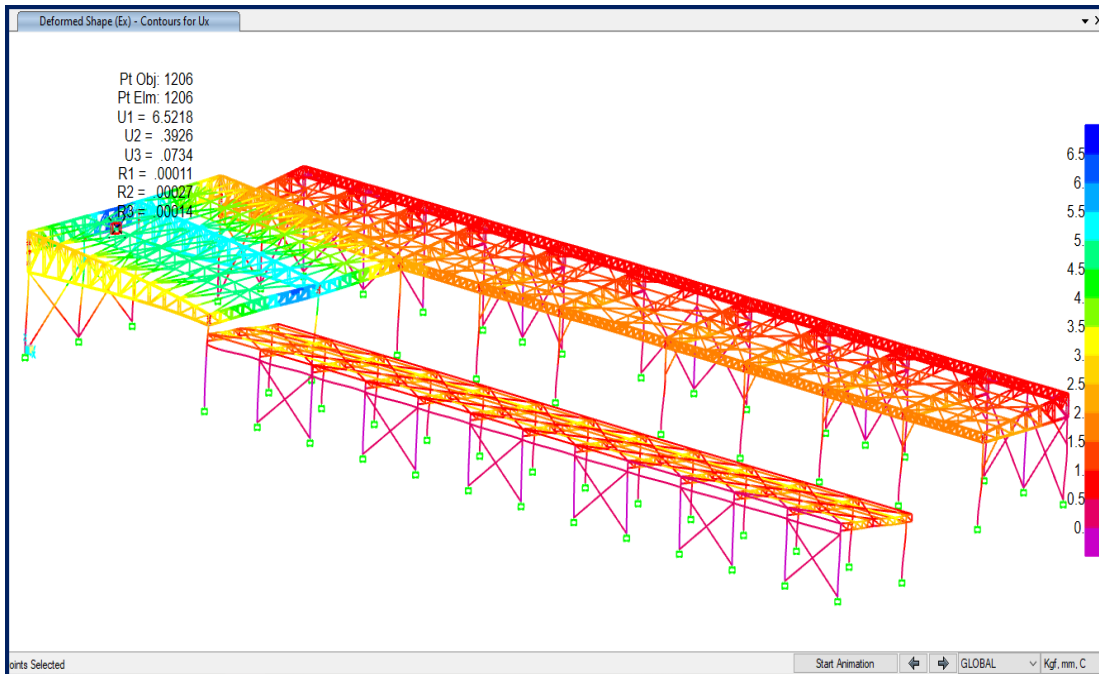 Deformed Shape (Ex) - Contours for Ux
X
Pt Obj: 1206
Pt Elm: 1206
U1 = 6.5218
U2 = .3926
U3 = .0734
R1 = .00011
R2 = .00027
R3 = .00014
6.5
6.
5.5
5.
4.5
4.
3.5
3.
2.5
2.
1.5
1.
0.5
0.
oints Selected
Start Animation
GLOBAL
Kgf, mm, C